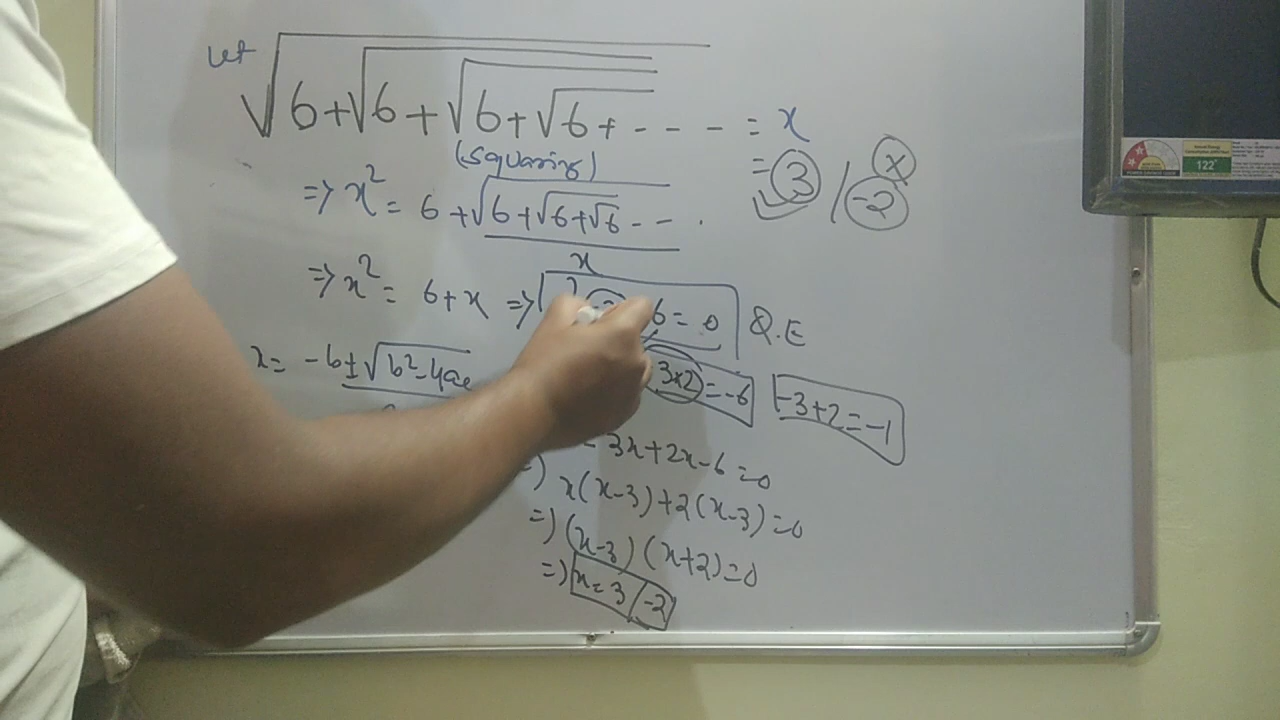 Let √6+√6+√6+√6+---- = x
(squaring)
= 3 / -2 x
⇒ x² = 6+√6+√6+√6-- .
x
⇒ x² = 6+x ⇒ 6 = 0 Q.E
x = -b±√b²-4ac
3×2 = -6
-3+2 = -1
- 3x+2x-6=0
⇒ x(x-3)+2(x-3)=0
⇒ (x-3)(x+2)=0
⇒ x=3/-2
122